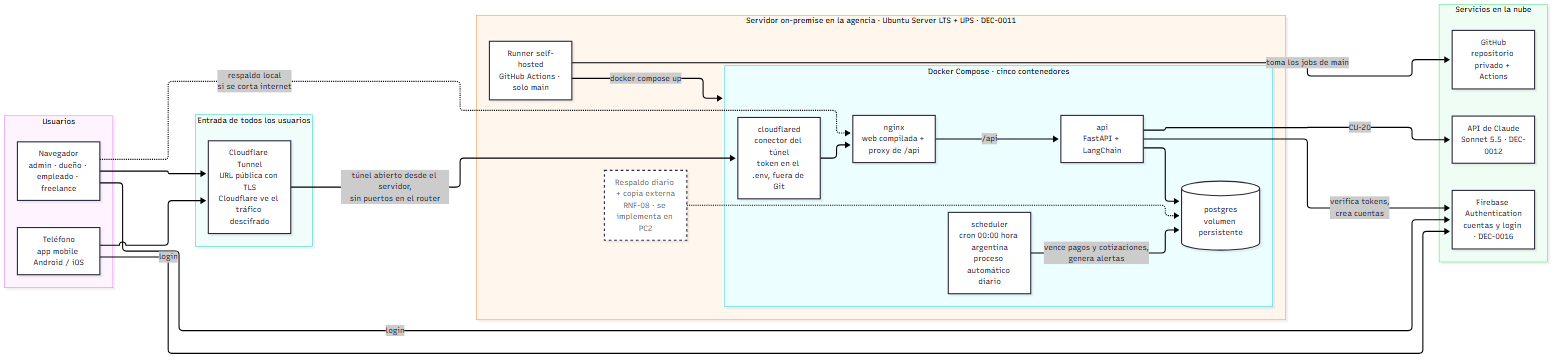 Servidor on-premise en la agencia · Ubuntu Server LTS + UPS · DEC-0011
Servicios en la nube
Runner self-
hosted
GitHub Actions ·
solo main
toma los jobs de main
GitHub
repositorio
privado +
Actions
docker compose up
Docker Compose · cinco contenedores
respaldo local
si se corta internet
Usuarios
Navegador
admin · dueño ·
empleado ·
freelance
Teléfono
app mobile
Android / iOS
Entrada de todos los usuarios
Cloudflare
Tunnel
URL pública con
TLS
Cloudflare ve el
tráfico
descifrado
túnel abierto desde el
servidor,
sin puertos en el router
cloudflared
conector del
túnel
token en el
.env, fuera de
Git
nginx
web compilada +
proxy de /api
/api
api
FastAPI +
LangChain
CU-20
API de Claude
Sonnet 5.5 · DEC-
0012
Respaldo diario
+ copia externa
RNF-08 · se
implementa en
PC2
scheduler
cron 00:00 hora
argentina
proceso
automático
diario
vence pagos y cotizaciones,
genera alertas
postgres
volumen
persistente
verifica tokens,
crea cuentas
Firebase
Authentication
cuentas y login
· DEC-0016
login
login